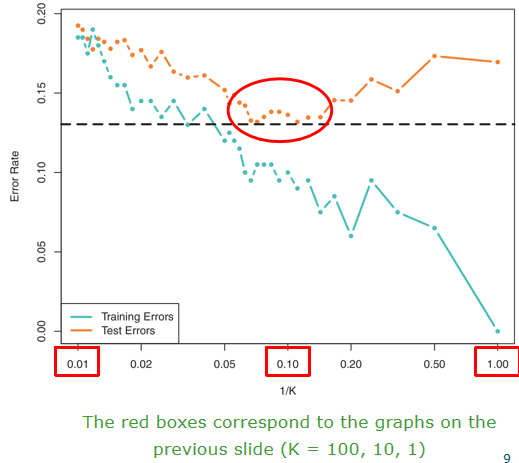 0.20
0.15
0.10
0.05
0.00
Error Rate
Training Errors
Test Errors
0.01 0.02 0.05 0.10 0.20 0.50 1.00
1/K
The red boxes correspond to the graphs on the
previous slide (K = 100, 10, 1)
9